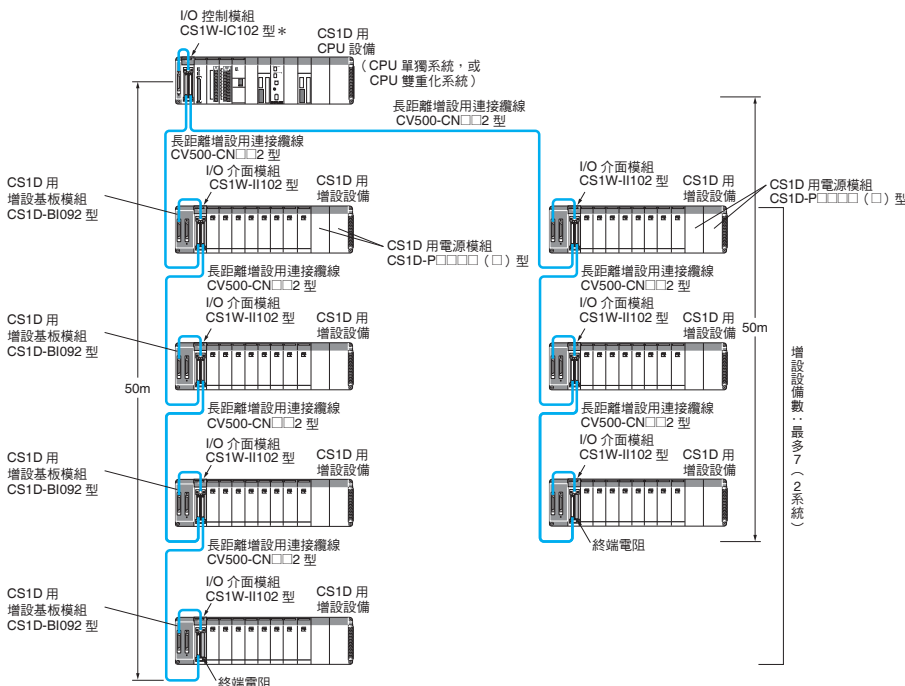 I/O 控制模組
CS1W-IC102 型＊
CS1D 用
CPU 設備
（CPU 單獨系統，或
CPU 雙重化系統）
長距離增設用連接纜線
CV500-CN□□2 型
長距離增設用連接纜線
CV500-CN□□2 型
CS1D 用
增設基板模組
CS1D-BI092 型
I/O 介面模組
CS1W-II102 型
CS1D 用
增設設備
CS1D 用電源模組
CS1D-P□□□□（□）型
I/O 介面模組
CS1W-II102 型
CS1D 用
增設設備
CS1D 用電源模組
CS1D-P□□□□（□）型
長距離增設用連接纜線
CV500-CN□□2 型
長距離增設用連接纜線
CV500-CN□□2 型
CS1D 用
增設基板模組
CS1D-BI092 型
I/O 介面模組
CS1W-II102 型
CS1D 用
增設設備
I/O 介面模組
CS1W-II102 型
CS1D 用
增設設備
50m
50m
增設設備數：最多7（2系統）
長距離增設用連接纜線
CV500-CN□□2 型
長距離增設用連接纜線
CV500-CN□□2 型
CS1D 用
增設基板模組
CS1D-BI092 型
I/O 介面模組
CS1W-II102 型
CS1D 用
增設設備
I/O 介面模組
CS1W-II102 型
CS1D 用
增設設備
終端電阻
長距離增設用連接纜線
CV500-CN□□2 型
CS1D 用
增設基板模組
CS1D-BI092 型
I/O 介面模組
CS1W-II102 型
CS1D 用
增設設備
終端電阻